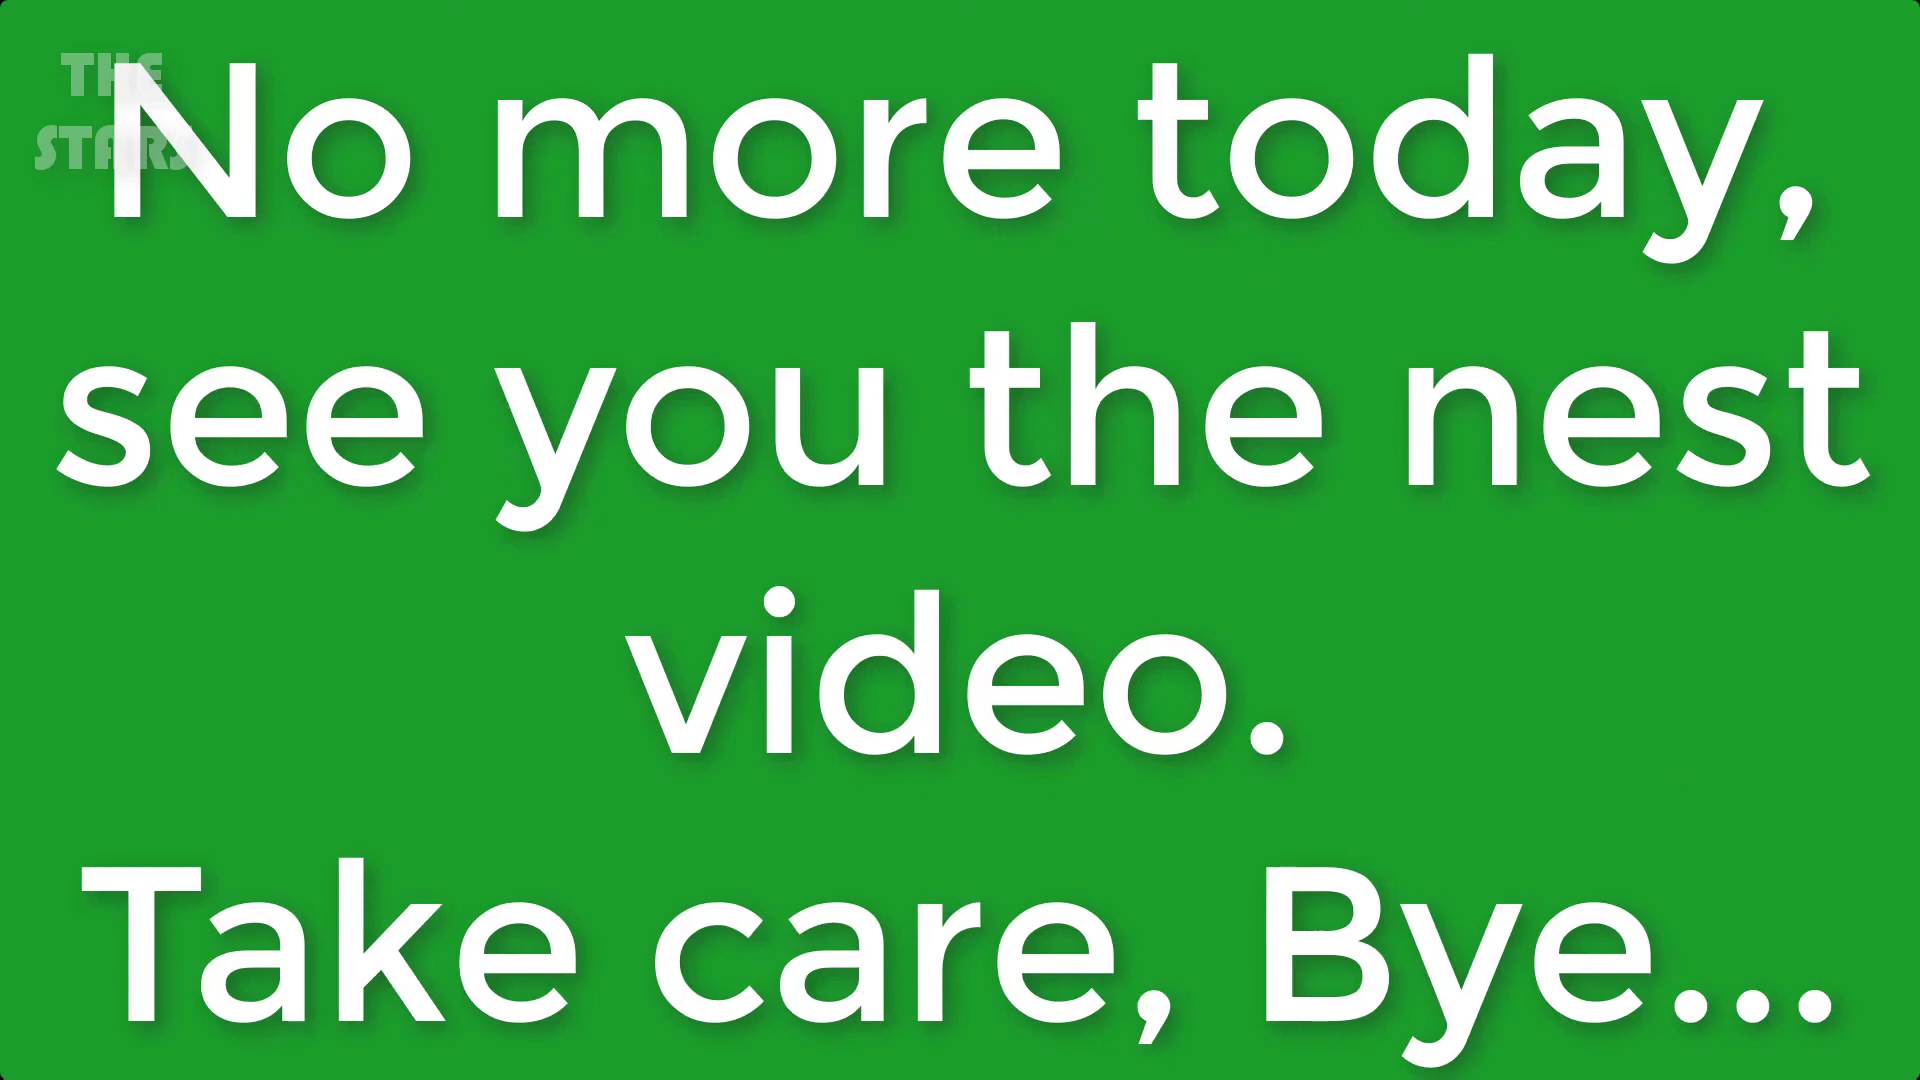 THE
STARS
No more today,
see you the nest
video.
Take care, Bye...